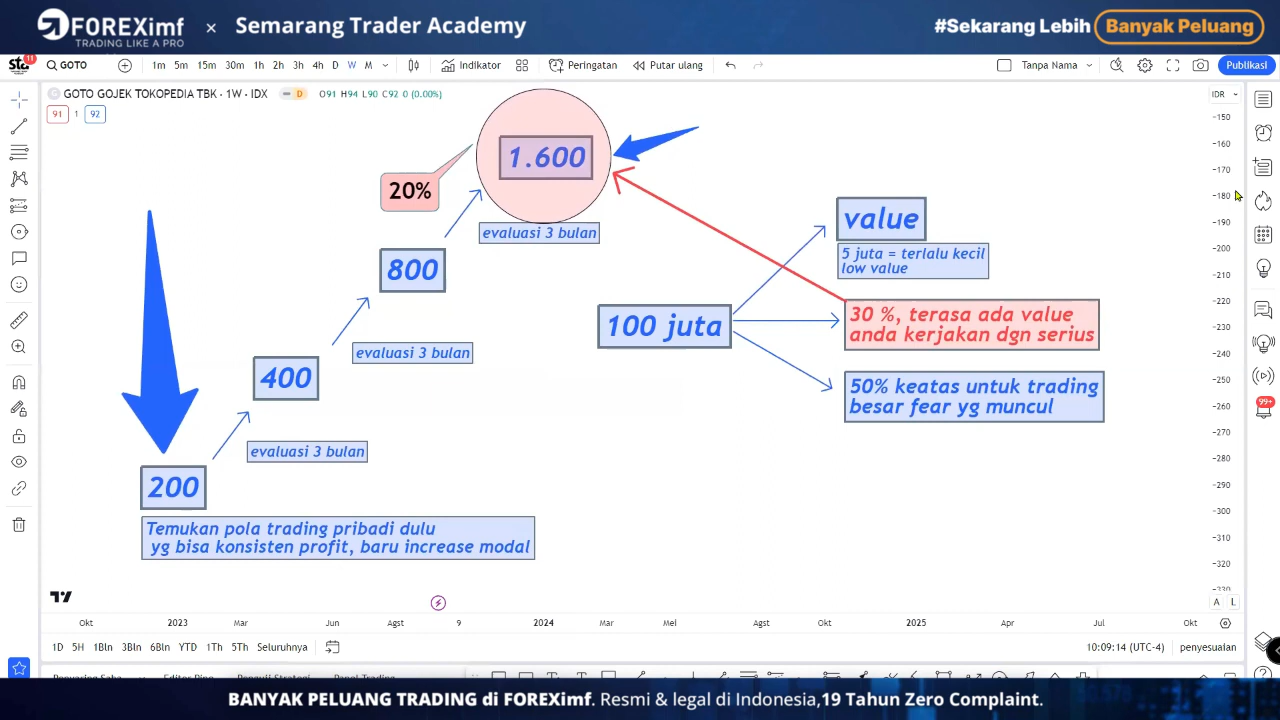 FOREXimf
TRADING LIKE A PRO
×
Semarang Trader Academy
#Sekarang Lebih
Banyak Peluang
sta
11
GOTO
1m 5m 15m 30m 1h 2h 3h 4h D W M
Indikator
Peringatan
Putar ulang
Tanpa Nama
Publikasi
GOTO GOJEK TOKOPEDIA TBK · 1W · IDX
D
O91 H94 L90 C92 0 (0.00%)
IDR
91 1 92
1.600
20%
evaluasi 3 bulan
800
evaluasi 3 bulan
400
evaluasi 3 bulan
200
Temukan pola trading pribadi dulu
yg bisa konsisten profit, baru increase modal
100 juta
value
5 juta = terlalu kecil
low value
30 %, terasa ada value
anda kerjakan dgn serius
50% keatas untuk trading
besar fear yg muncul
-150
-160
-170
-180
-190
-200
-210
-220
-230
-240
-250
-260
-270
-280
-290
-300
-310
-320
-330
99+
A L
Okt 2023 Mar Jun Agst 9 2024 Mar Mei Agst Okt 2025 Apr Jul Okt
1D 5H 1Bln 3Bln 6Bln YTD 1Th 5Th Seluruhnya
10:09:14 (UTC-4)
penyesualan
BANYAK PELUANG TRADING di FOREXimf. Resmi & legal di Indonesia,19 Tahun Zero Complaint.